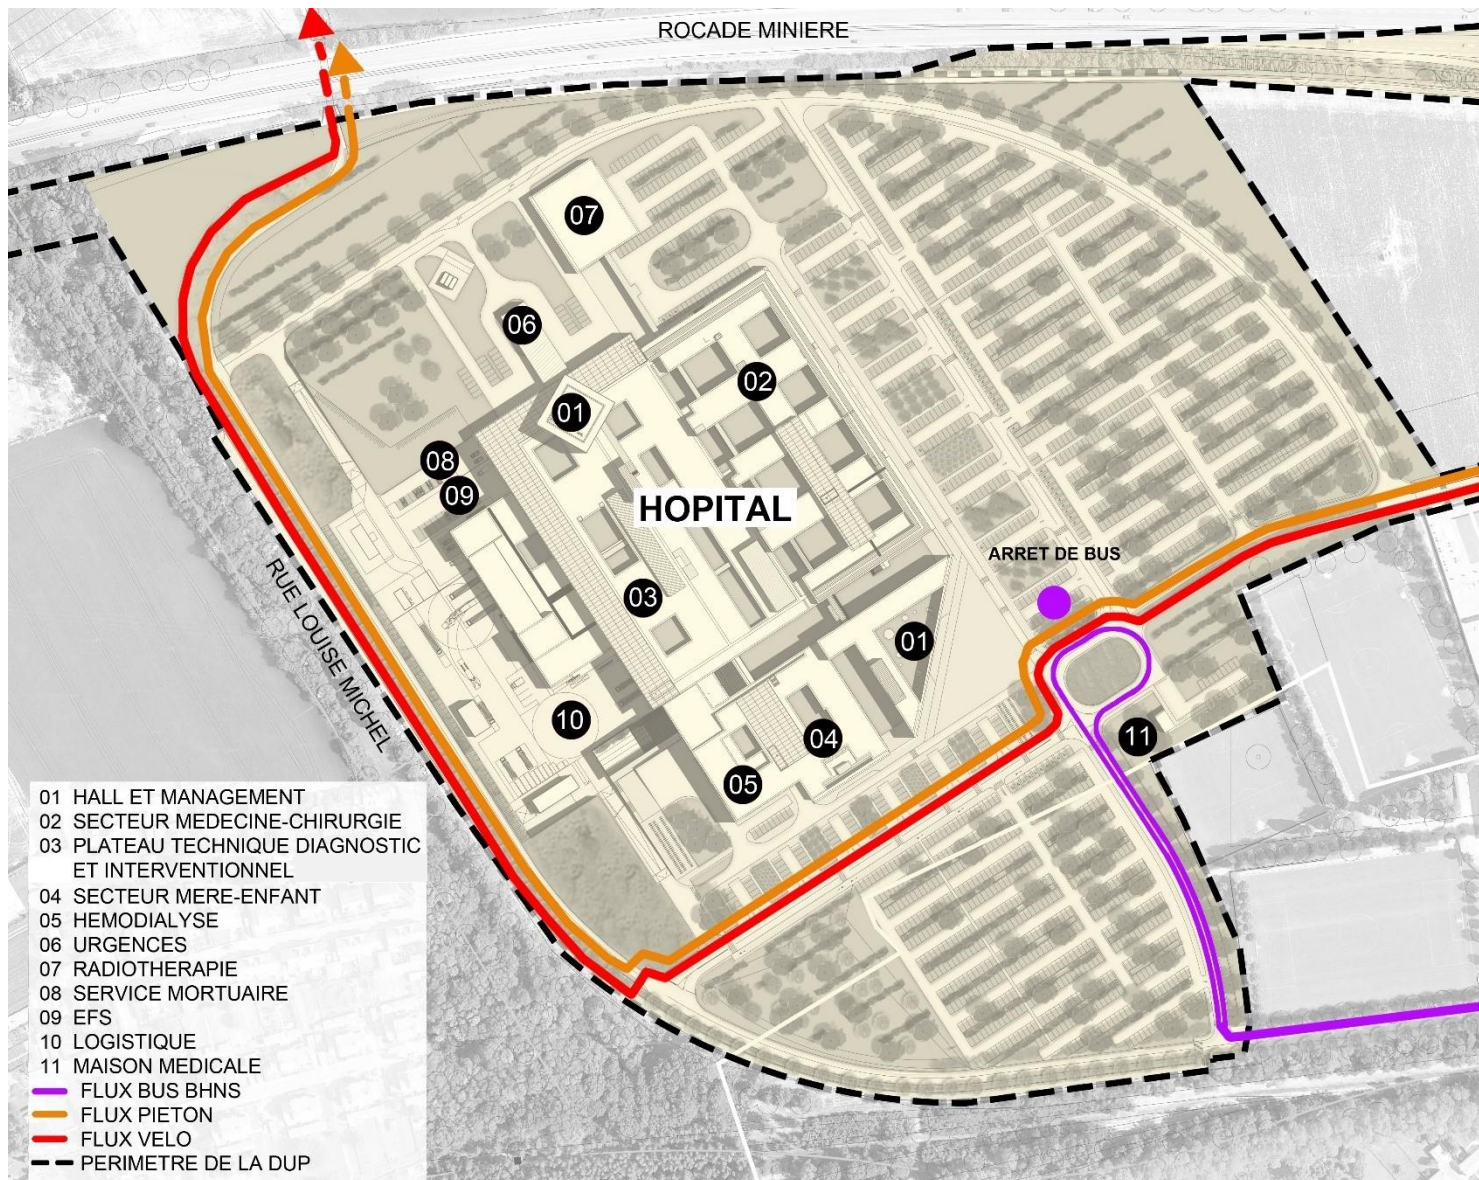 ROCADE MINIERE
07
06
02
01
08
09
HOPITAL
ARRET DE BUS
03
01
RUE LOUISE MICHEL
10
04
11
05
01 HALL ET MANAGEMENT
02 SECTEUR MEDECINE-CHIRURGIE
03 PLATEAU TECHNIQUE DIAGNOSTIC
ET INTERVENTIONNEL
04 SECTEUR MERE-ENFANT
05 HEMODIALYSE
06 URGENCES
07 RADIOTHERAPIE
08 SERVICE MORTUAIRE
09 EFS
10 LOGISTIQUE
11 MAISON MEDICALE
FLUX BUS BHNS
FLUX PIETON
FLUX VELO
PERIMETRE DE LA DUP